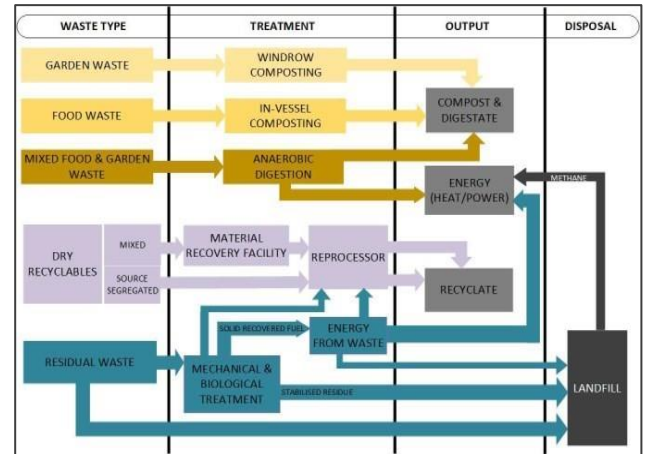 WASTE TYPE
TREATMENT
OUTPUT
DISPOSAL
GARDEN WASTE
WINDROW
COMPOSTING
FOOD WASTE
IN-VESSEL
COMPOSTING
COMPOST &
DIGESTATE
MIXED FOOD & GARDEN
WASTE
ANAEROBIC
DIGESTION
ENERGY
(HEAT/POWER)
METHANE
DRY
RECYCLABLES
MIXED
SOURCE
SEGREGATED
MATERIAL
RECOVERY FACILITY
REPROCESSOR
RECYCLATE
RESIDUAL WASTE
MECHANICAL &
BIOLOGICAL
TREATMENT
SOLID RECOVERED FUEL
ENERGY
FROM WASTE
STABILISED RESIDUE
LANDFILL